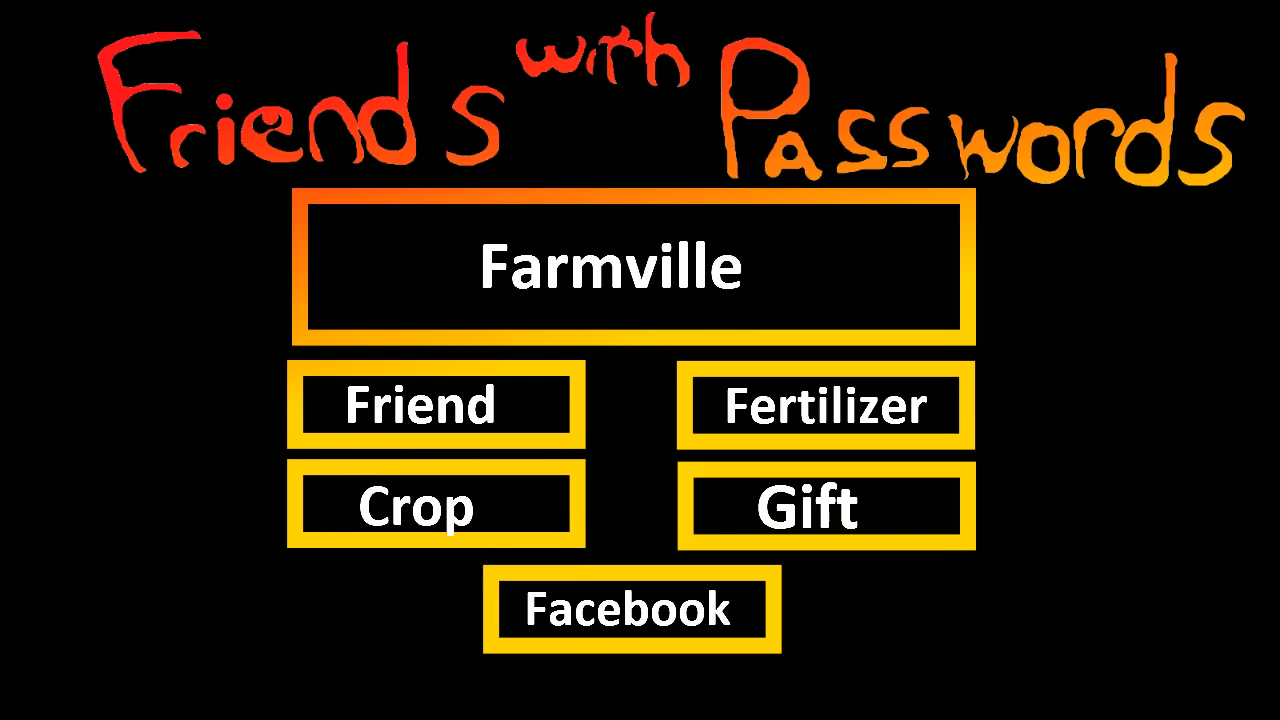 Friends with Passwords
Farmville
Friend
Fertilizer
Crop
Gift
Facebook